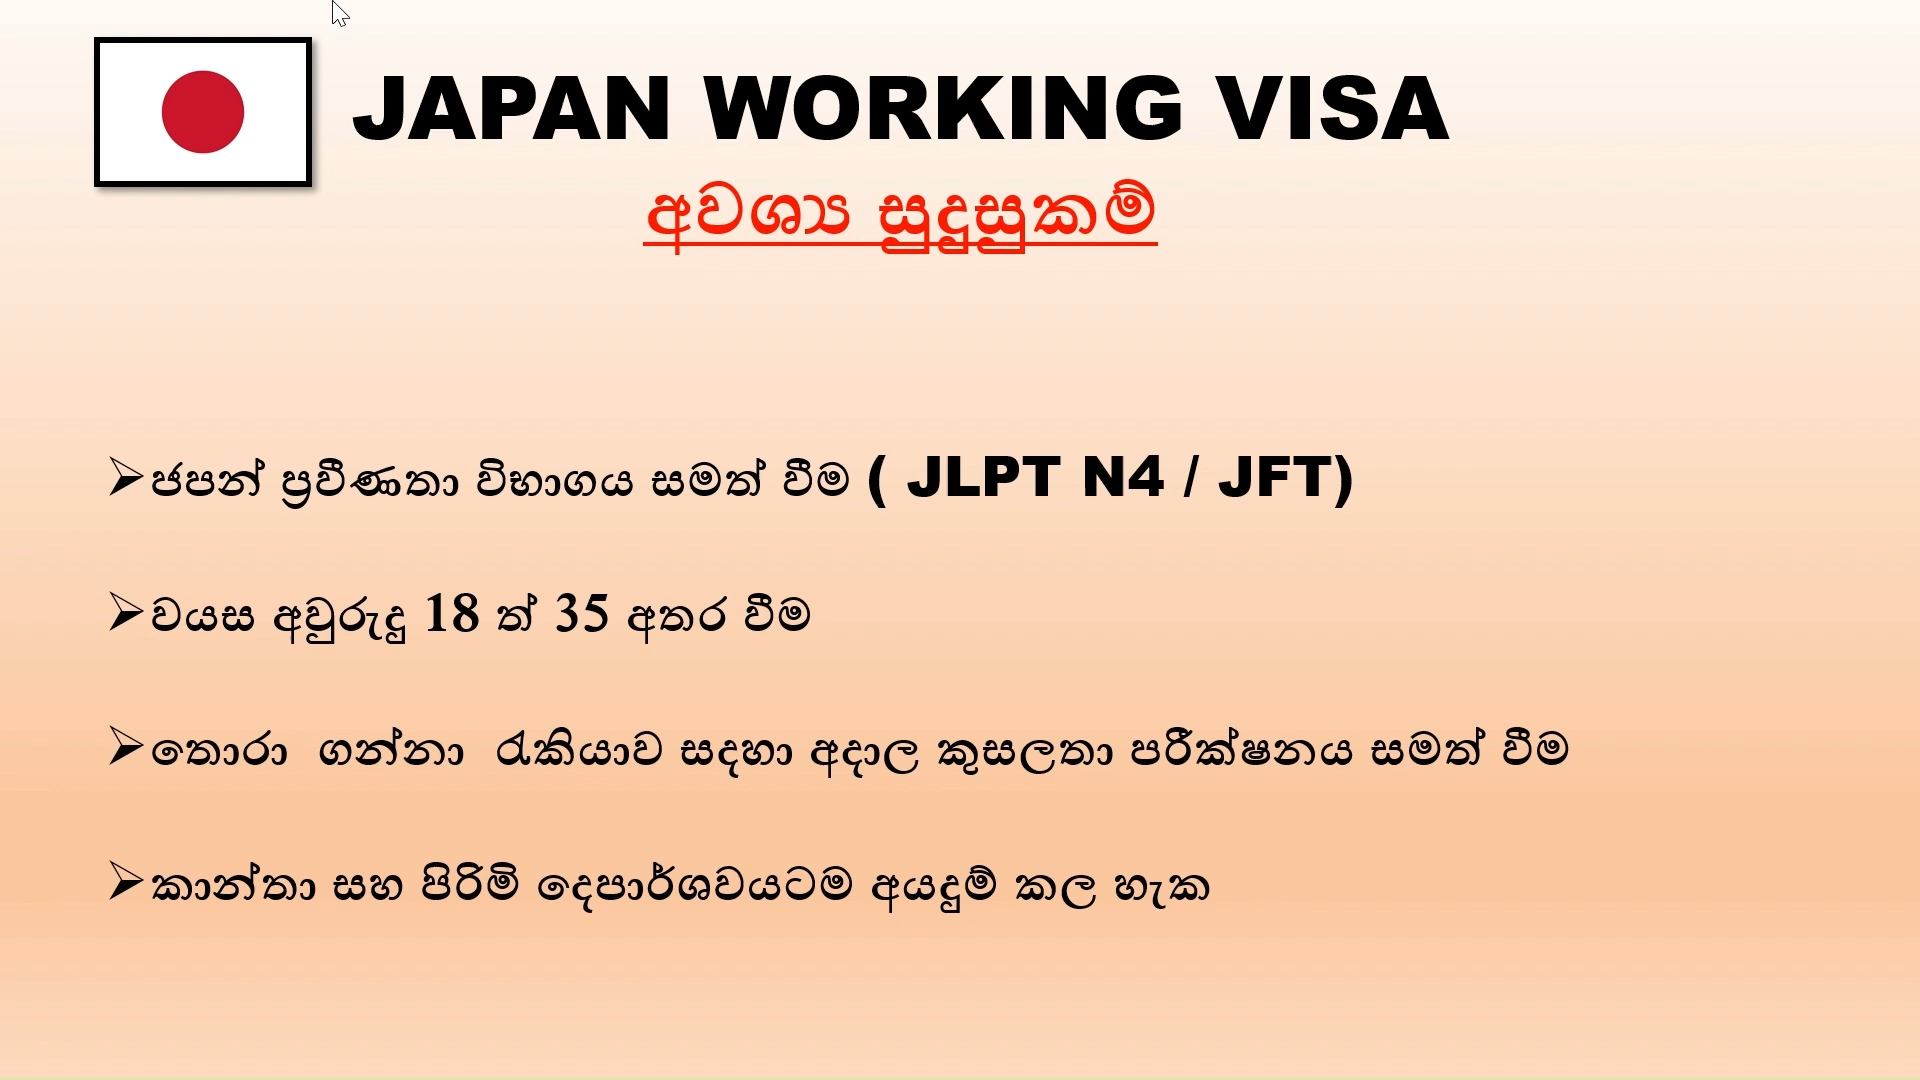 JAPAN WORKING VISA
අවශ්‍ය සුදුසුකම්
ජපන් ප්‍රවීණතා විභාගය සමත් වීම ( JLPT N4 / JFT)
වයස අවුරුදු 18 ත් 35 අතර වීම
තොරා ගන්නා රැකියාව සදහා අදාල කුසලතා පරීක්ෂනය සමත් වීම
කාන්තා සහ පිරිමි දෙපාර්ශවයටම අයදුම් කල හැක